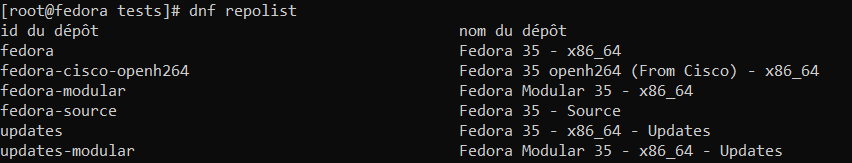 [root@fedora tests]# dnf repolist
id du dépôt nom du dépôt
fedora Fedora 35 - x86_64
fedora-cisco-openh264 Fedora 35 openh264 (From Cisco) - x86_64
fedora-modular Fedora Modular 35 - x86_64
fedora-source Fedora 35 - Source
updates Fedora 35 - x86_64 - Updates
updates-modular Fedora Modular 35 - x86_64 - Updates